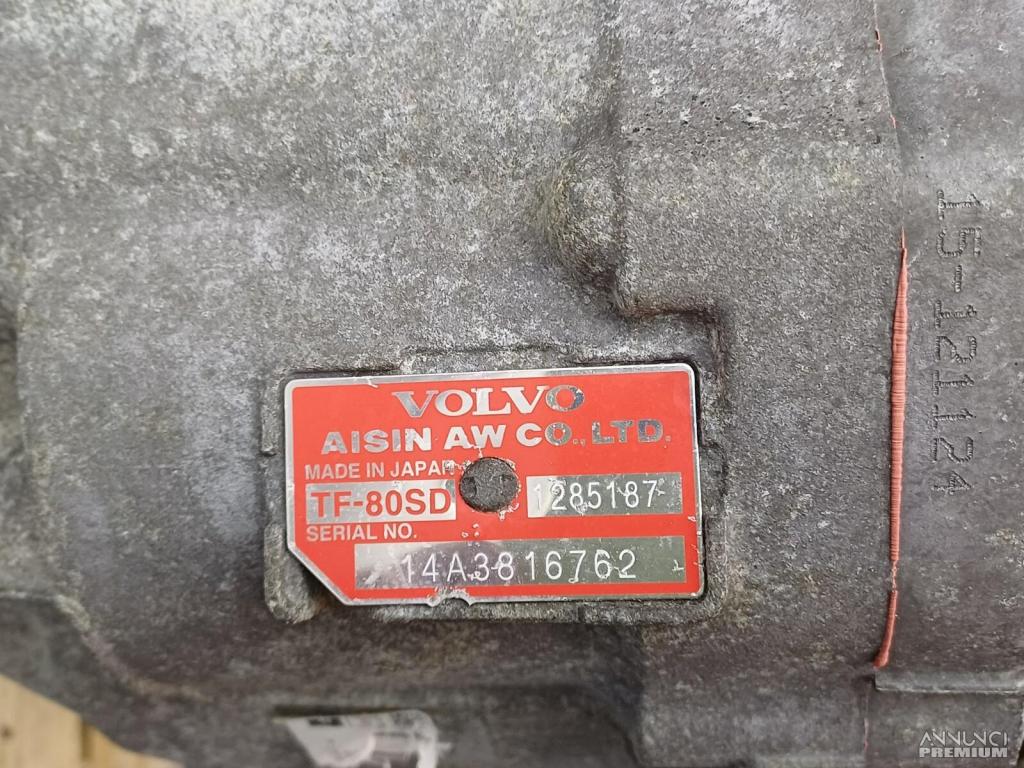 VOLVO
AISIN AW CO., LTD.
MADE IN JAPAN
TF-80SD
1285187
SERIAL NO.
14A3816762
15-121124
ANNUNCI
PREMIUM